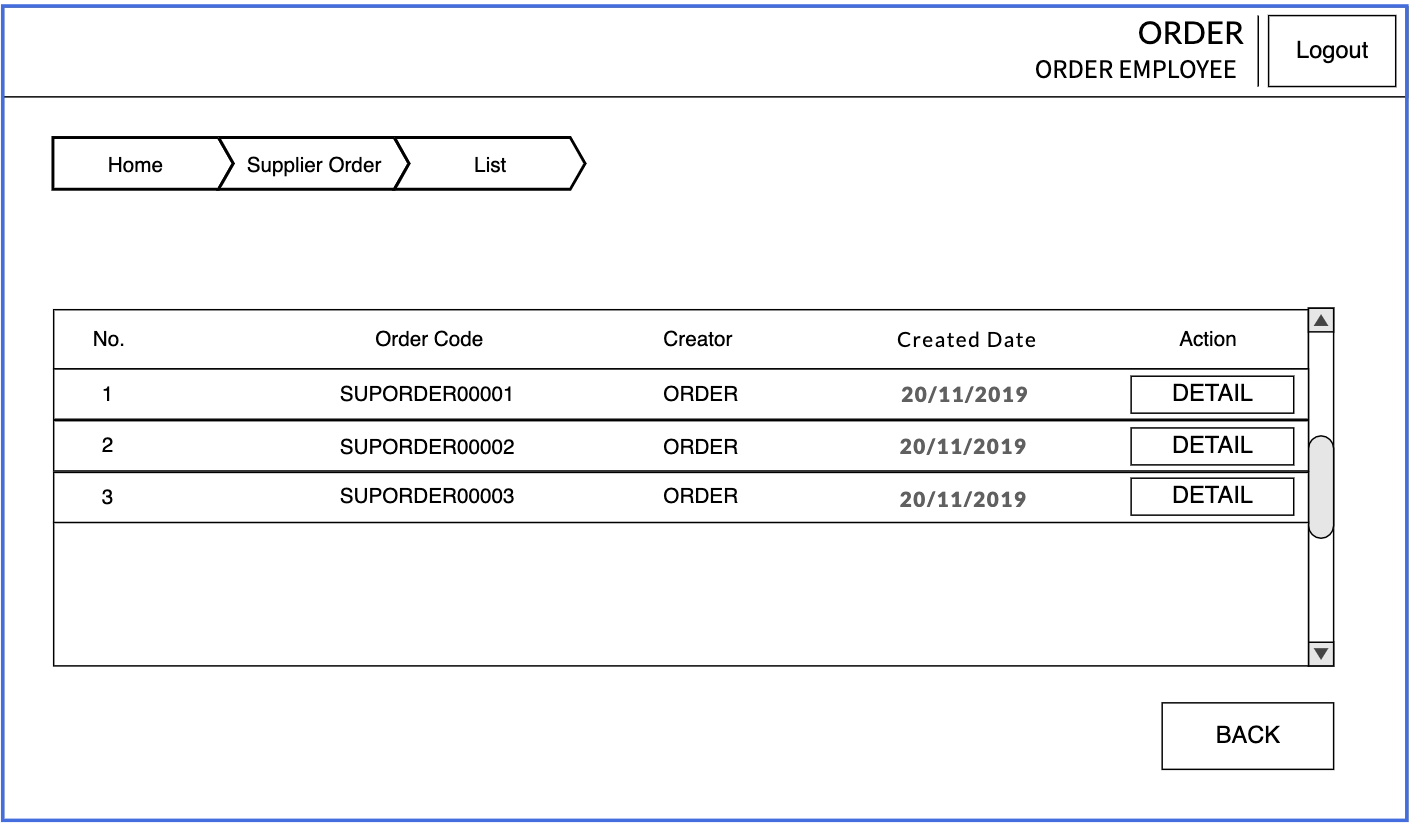 ORDER
ORDER EMPLOYEE
Logout
Home Supplier Order List
No. Order Code Creator Created Date Action
1 SUPORDER00001 ORDER 20/11/2019 DETAIL
2 SUPORDER00002 ORDER 20/11/2019 DETAIL
3 SUPORDER00003 ORDER 20/11/2019 DETAIL
BACK